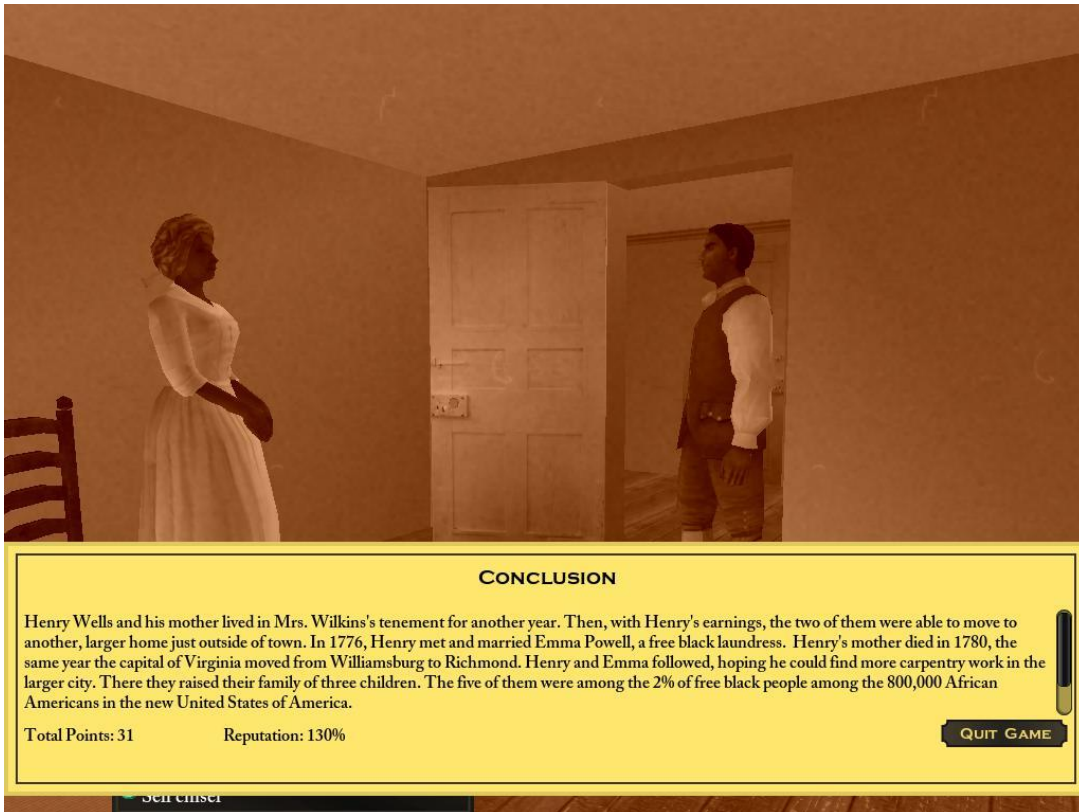 CONCLUSION
Henry Wells and his mother lived in Mrs. Wilkins's tenement for another year. Then, with Henry's earnings, the two of them were able to move to
another, larger home just outside of town. In 1776, Henry met and married Emma Powell, a free black laundress. Henry's mother died in 1780, the
same year the capital of Virginia moved from Williamsburg to Richmond. Henry and Emma followed, hoping he could find more carpentry work in the
larger city. There they raised their family of three children. The five of them were among the 2% of free black people among the 800,000 African
Americans in the new United States of America.
Total Points: 31 Reputation: 130%
QUIT GAME
Sell chisel